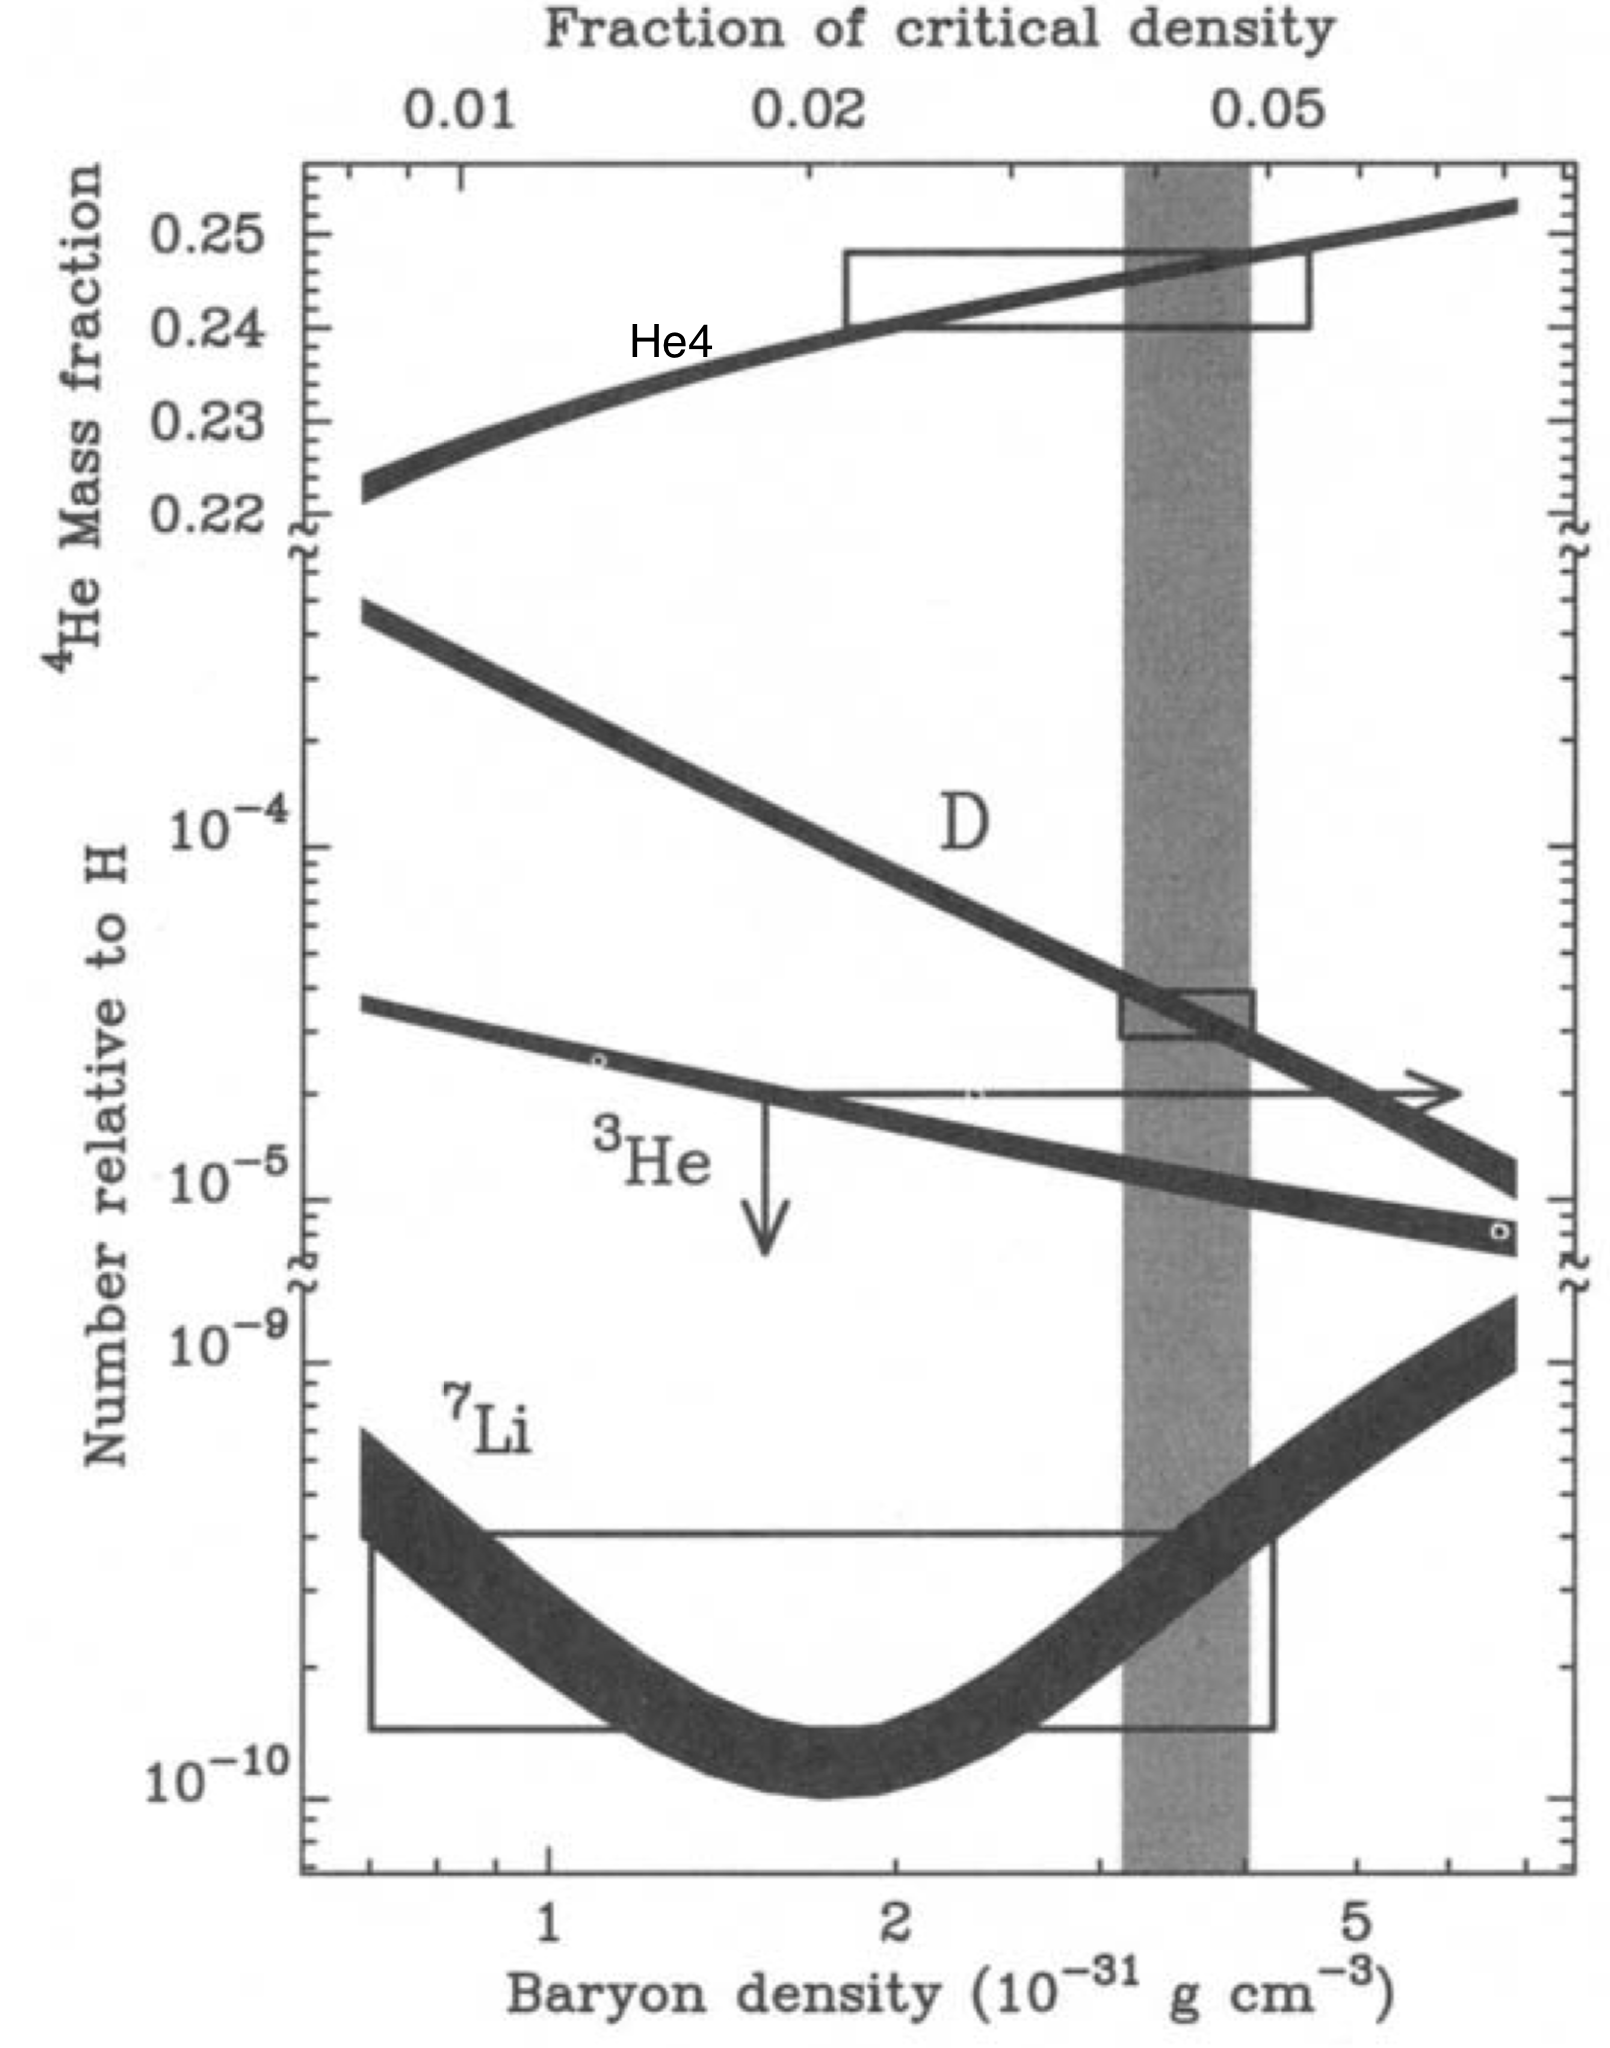 Fraction of critical density
0.01 0.02 0.05
⁴He Mass fraction
0.25
0.24
0.23
0.22
He4
Number relative to H
10⁻⁴
D
10⁻⁵
³He
10⁻⁹
⁷Li
10⁻¹⁰
1 2 5
Baryon density (10⁻³¹ g cm⁻³)